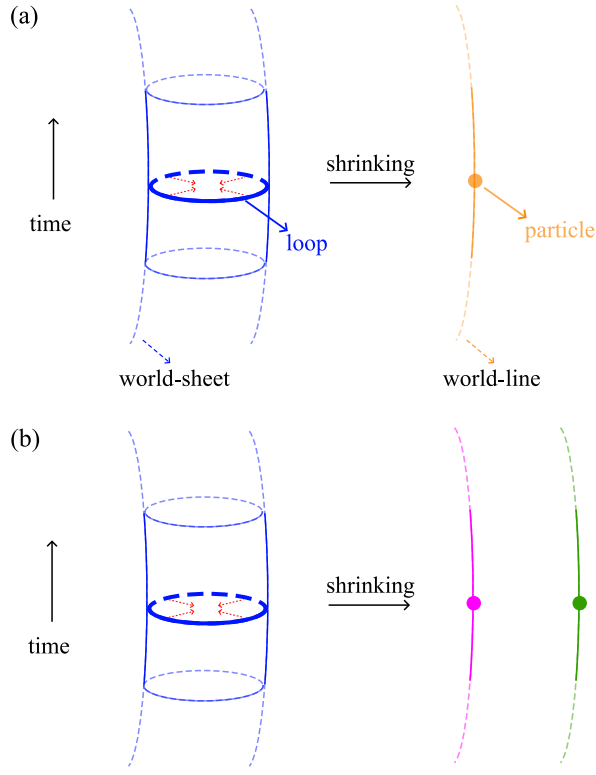 (a)
time
loop
shrinking
particle
world-sheet
world-line
(b)
time
shrinking